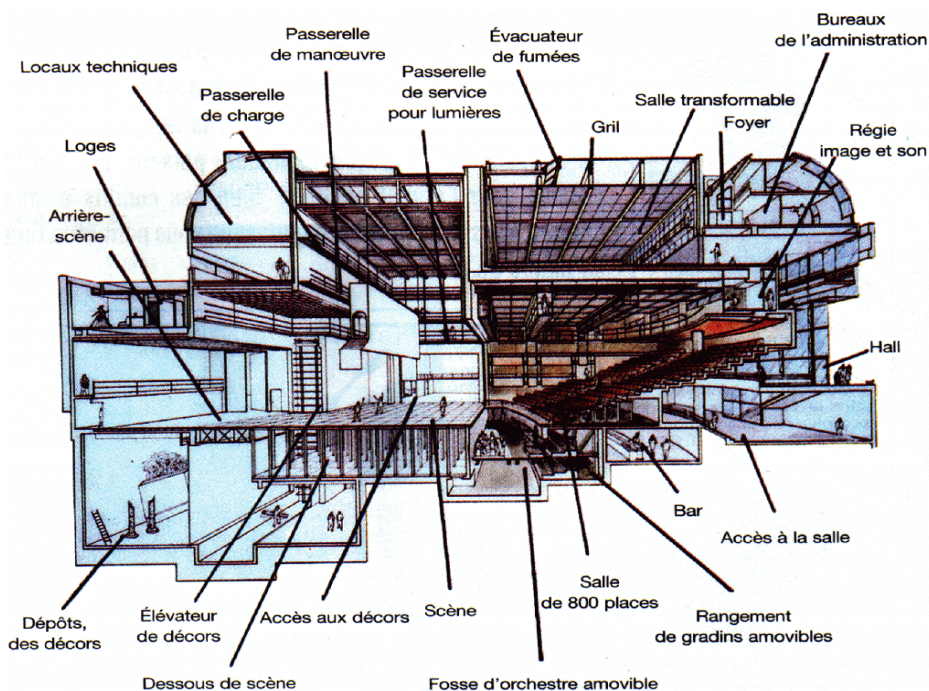 Bureaux
de l'administration
Passerelle
de manœuvre
Évacuateur
de fumées
Locaux techniques
Passerelle
de service
pour lumières
Passerelle
de charge
Salle transformable
Foyer
Gril
Régie
image et son
Loges
Arrière-
scène
Hall
Bar
Accès à la salle
Salle
de 800 places
Rangement
de gradins amovibles
Dépôts,
des décors
Élévateur
de décors
Accès aux décors
Scène
Dessous de scène
Fosse d'orchestre amovible